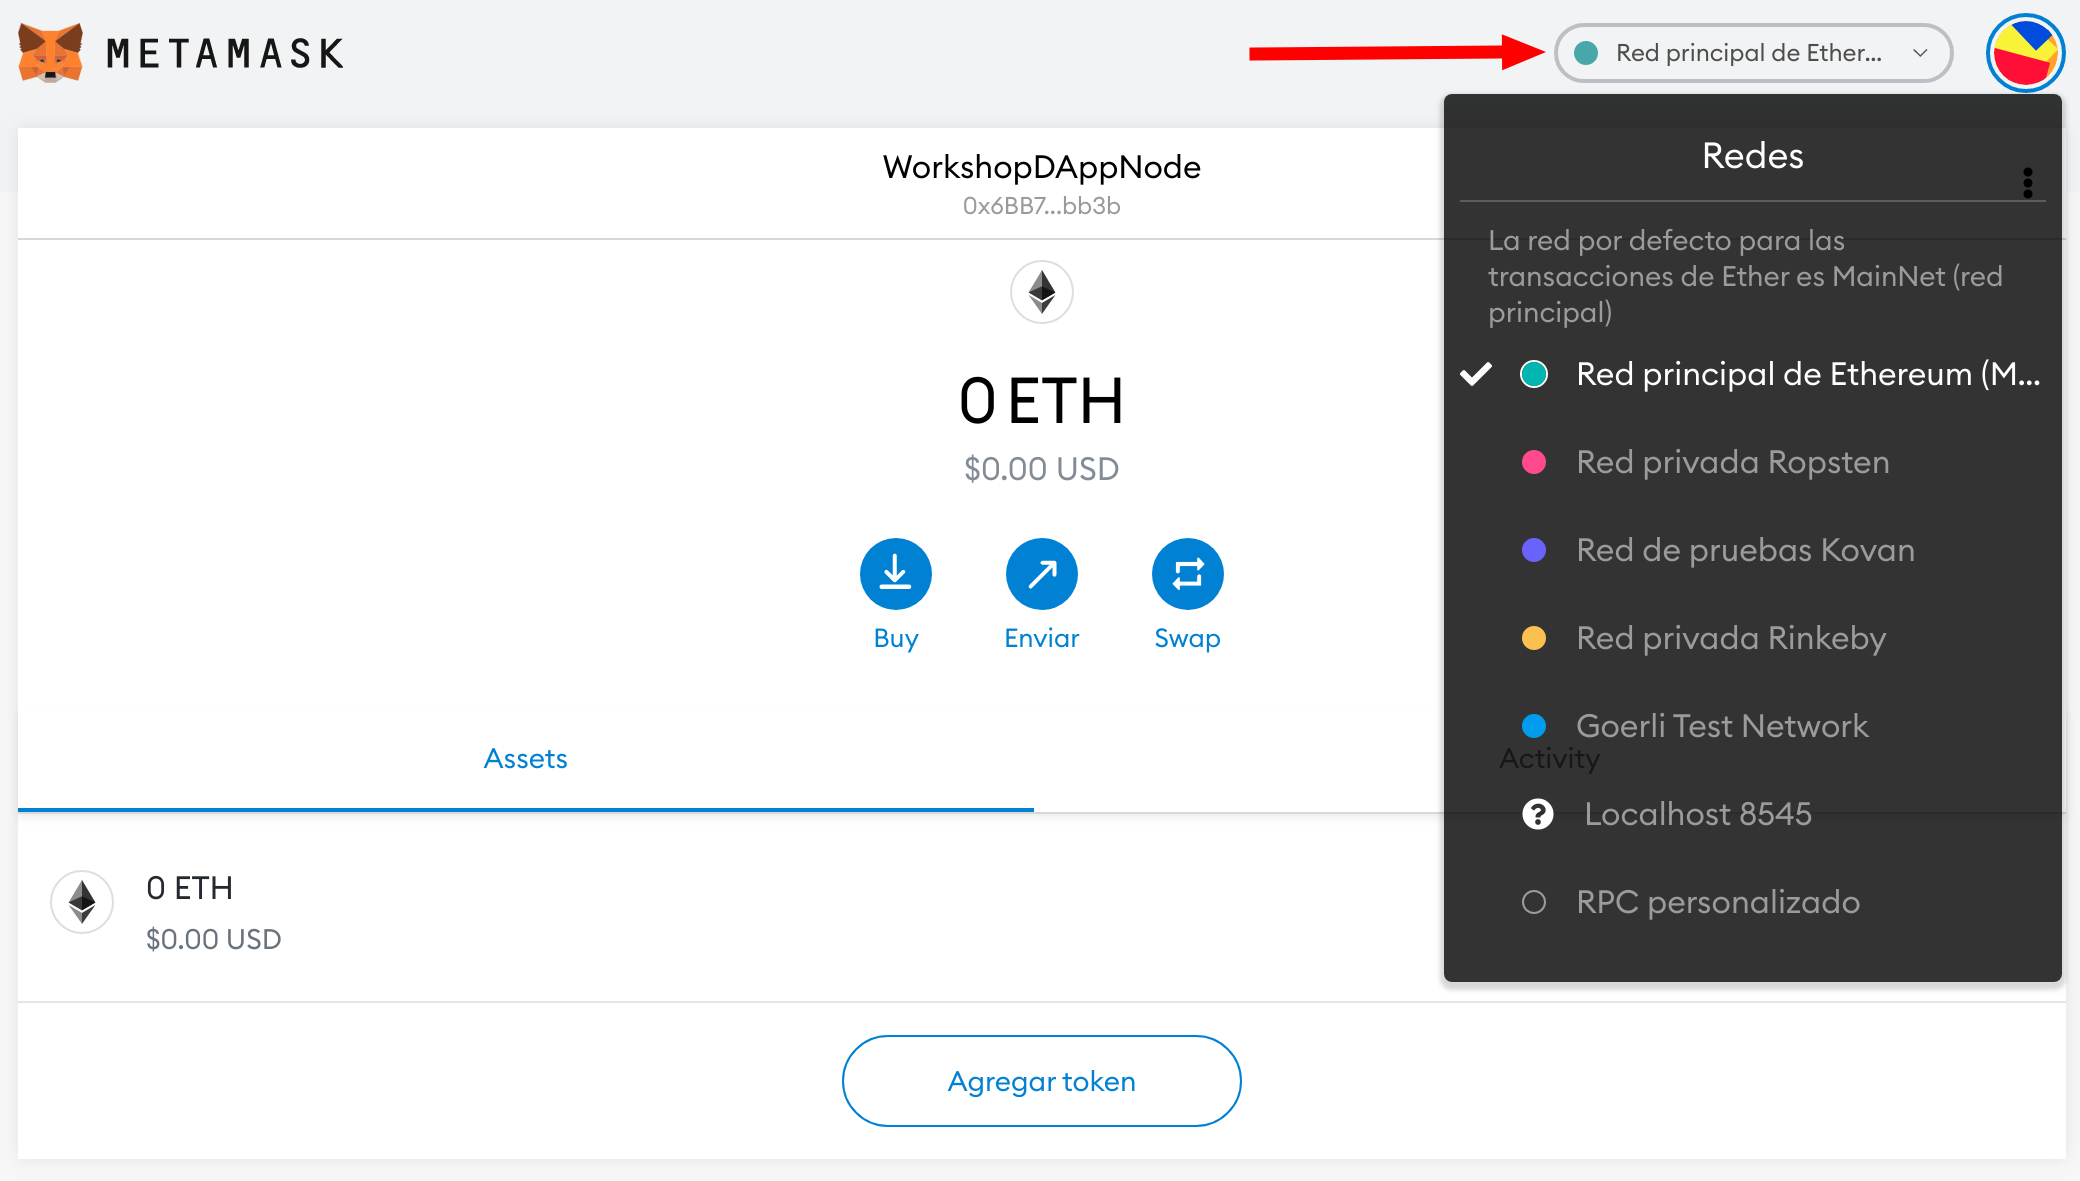 METAMASK
Red principal de Ether...
WorkshopDAppNode
0x6BB7...bb3b
0 ETH
$0.00 USD
Buy
Enviar
Swap
Assets
Activity
0 ETH
$0.00 USD
Agregar token
Redes
La red por defecto para las
transacciones de Ether es MainNet (red
principal)
Red principal de Ethereum (M...
Red privada Ropsten
Red de pruebas Kovan
Red privada Rinkeby
Goerli Test Network
? Localhost 8545
RPC personalizado